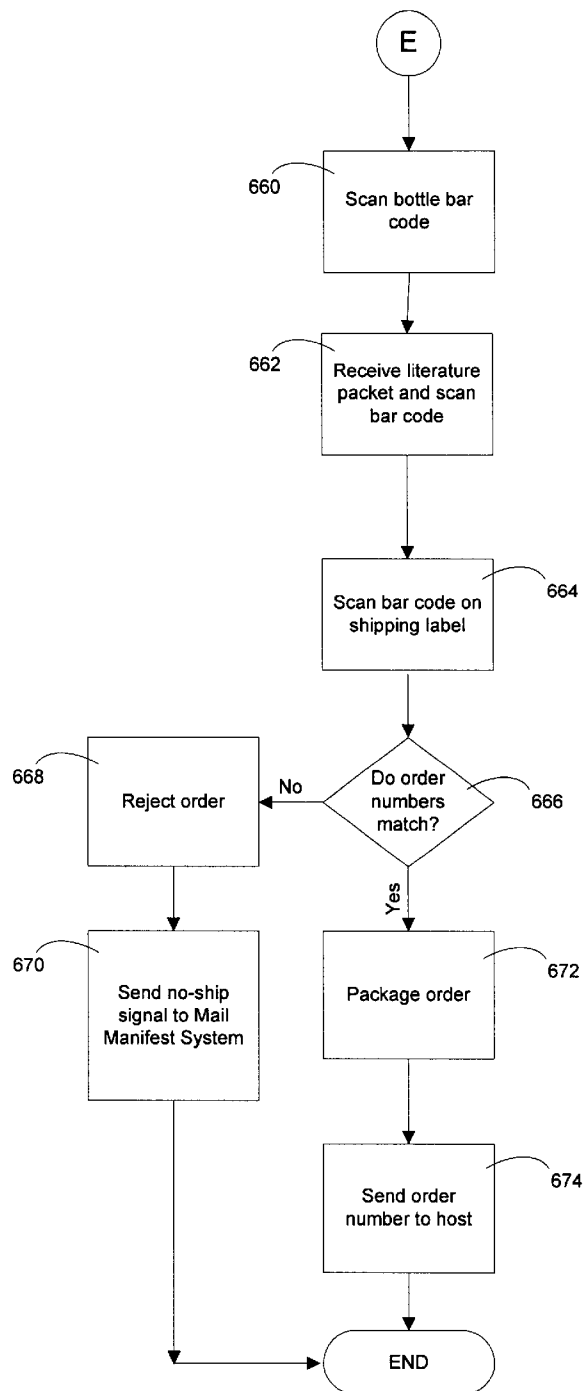 E
660
Scan bottle bar
code
662
Receive literature
packet and scan
bar code
664
Scan bar code on
shipping label
668
Reject order
No
Do order
numbers
match?
666
Yes
670
Send no-ship
signal to Mail
Manifest System
672
Package order
674
Send order
number to host
END